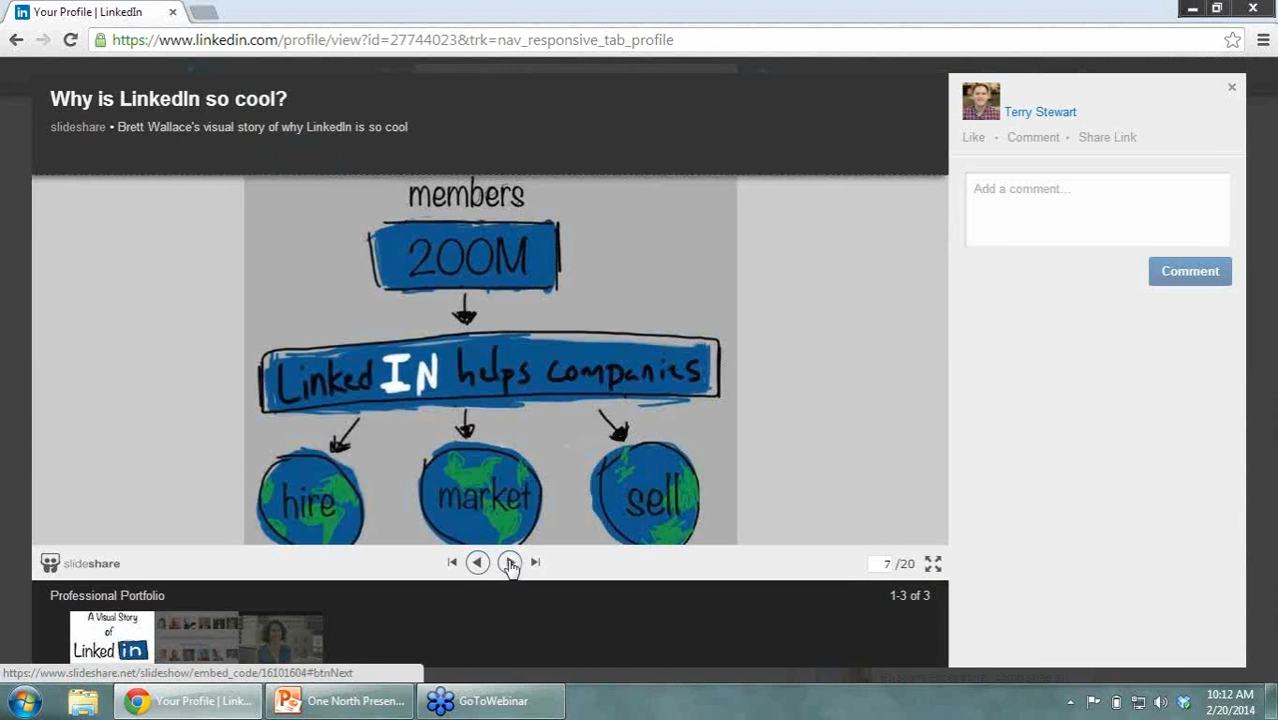 Your Profile | LinkedIn
https://www.linkedin.com/profile/view?id=27744023&trk=nav_responsive_tab_profile
Why is LinkedIn so cool?
slideshare • Brett Wallace's visual story of why LinkedIn is so cool
Terry Stewart
Like • Comment • Share Link
Add a comment...
Comment
members
200M
Linked IN helps companies
hire
market
sell
slideshare
7 /20
Professional Portfolio
1-3 of 3
A Visual Story
of
Linked in
https://www.slideshare.net/slideshow/embed_code/16101604#btnNext
Your Profile | Link...
One North Presen...
GoToWebinar
10:12 AM
2/20/2014